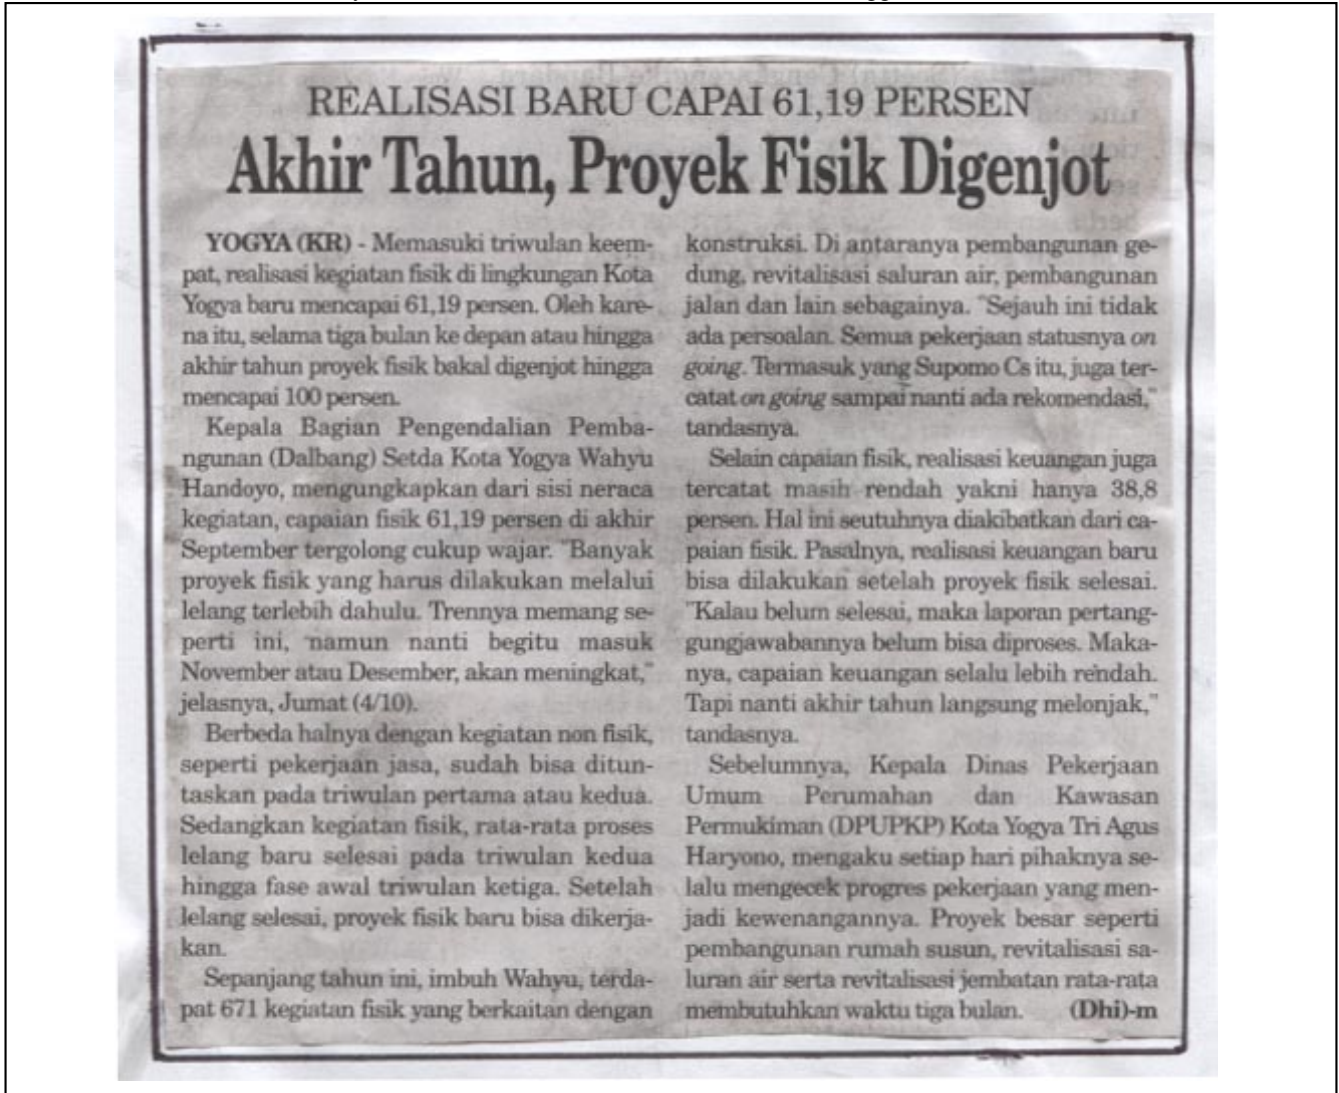 REALISASI BARU CAPAI 61,19 PERSEN
Akhir Tahun, Proyek Fisik Digenjot
YOGYA (KR) - Memasuki triwulan keem-
pat, realisasi kegiatan fisik di lingkungan Kota
Yogya baru mencapai 61,19 persen. Oleh kare-
na itu, selama tiga bulan ke depan atau hingga
akhir tahun proyek fisik bakal digenjot hingga
mencapai 100 persen.
Kepala Bagian Pengendalian Pemba-
ngunan (Dalbang) Setda Kota Yogya Wahyu
Handoyo, mengungkapkan dari sisi neraca
kegiatan, capaian fisik 61,19 persen di akhir
September tergolong cukup wajar. "Banyak
proyek fisik yang harus dilakukan melalui
lelang terlebih dahulu. Trennya memang se-
perti ini, namun nanti begitu masuk
November atau Desember, akan meningkat,"
jelasnya, Jumat (4/10).
Berbeda halnya dengan kegiatan non fisik,
seperti pekerjaan jasa, sudah bisa ditun-
taskan pada triwulan pertama atau kedua.
Sedangkan kegiatan fisik, rata-rata proses
lelang baru selesai pada triwulan kedua
hingga fase awal triwulan ketiga. Setelah
lelang selesai, proyek fisik baru bisa dikerja-
kan.
Sepanjang tahun ini, imbuh Wahyu, terda-
pat 671 kegiatan fisik yang berkaitan dengan
konstruksi. Di antaranya pembangunan ge-
dung, revitalisasi saluran air, pembangunan
jalan dan lain sebagainya. "Sejauh ini tidak
ada persoalan. Semua pekerjaan statusnya on
going. Termasuk yang Supomo Cs itu, juga ter-
catat on going sampai nanti ada rekomendasi,"
tandasnya.
Selain capaian fisik, realisasi keuangan juga
tercatat masih rendah yakni hanya 38,8
persen. Hal ini seutuhnya diakibatkan dari ca-
paian fisik. Pasalnya, realisasi keuangan baru
bisa dilakukan setelah proyek fisik selesai.
"Kalau belum selesai, maka laporan pertang-
gungjawabannya belum bisa diproses. Maka-
nya, capaian keuangan selalu lebih rendah.
Tapi nanti akhir tahun langsung melonjak,"
tandasnya.
Sebelumnya, Kepala Dinas Pekerjaan
Umum Perumahan dan Kawasan
Permukiman (DPUPKP) Kota Yogya Tri Agus
Haryono, mengaku setiap hari pihaknya se-
lalu mengecek progres pekerjaan yang men-
jadi kewenangannya. Proyek besar seperti
pembangunan rumah susun, revitalisasi sa-
luran air serta revitalisasi jembatan rata-rata
membutuhkan waktu tiga bulan. (Dhi)-m